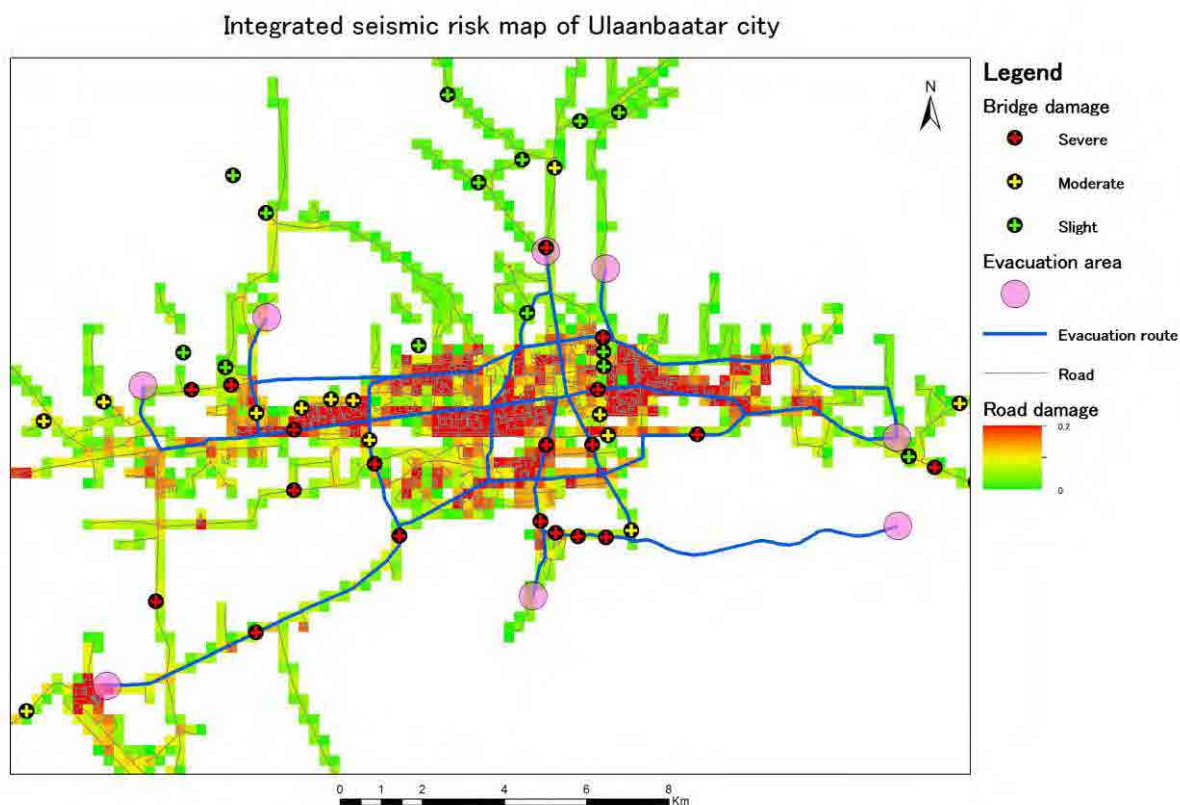 Integrated seismic risk map of Ulaanbaatar city
N
Legend
Bridge damage
Severe
Moderate
Slight
Evacuation area
Evacuation route
Road
Road damage
0.2
0
0 1 2 4 6 8
Km